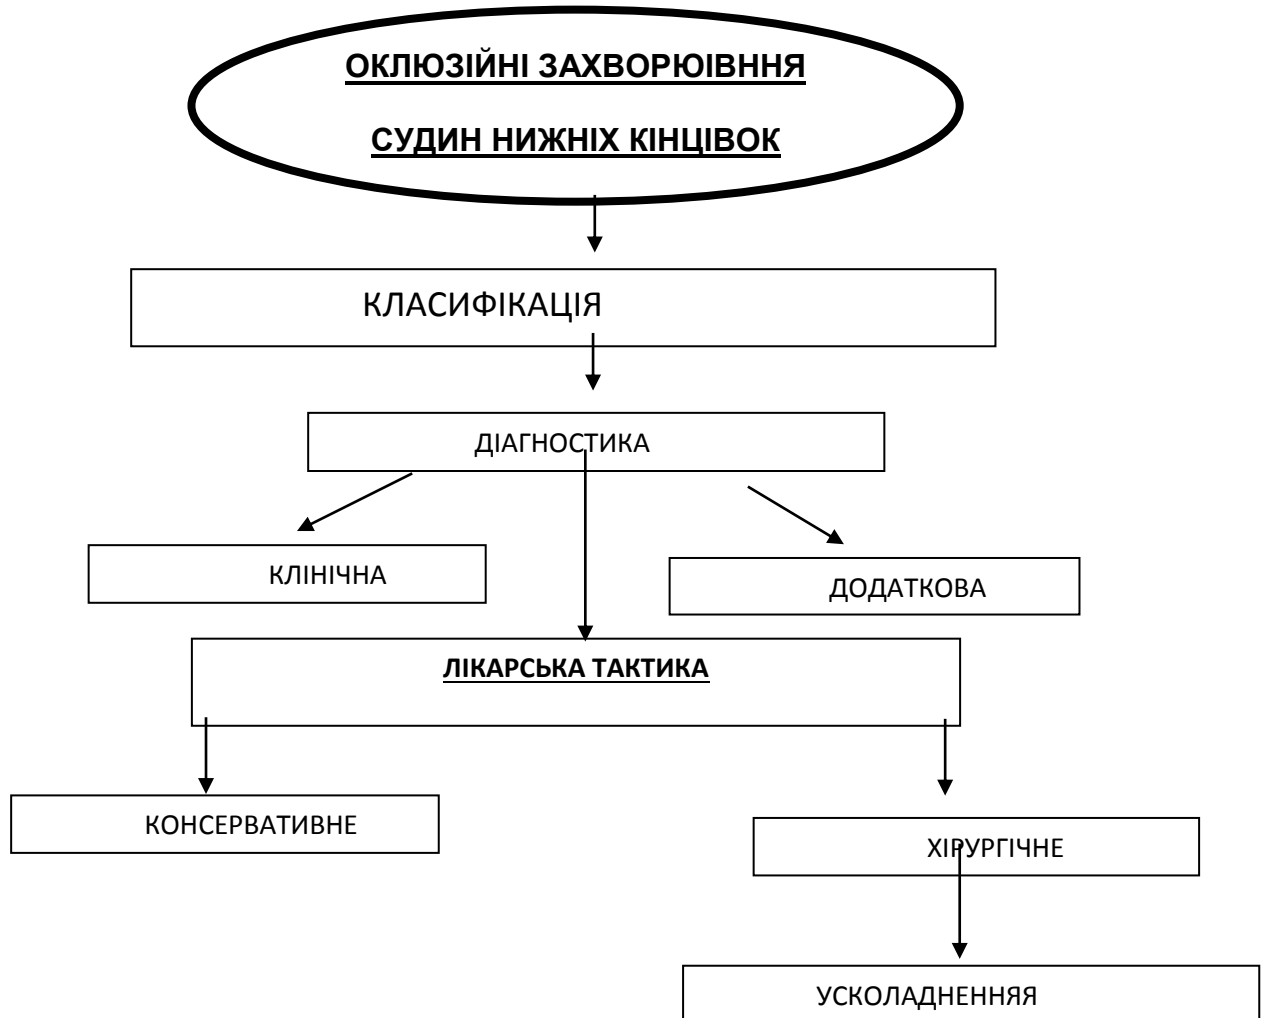 ОКЛЮЗІЙНІ ЗАХВОРЮІВННЯ
СУДИН НИЖНІХ КІНЦІВОК
КЛАСИФІКАЦІЯ
ДІАГНОСТИКА
КЛІНІЧНА
ДОДАТКОВА
ЛІКАРСЬКА ТАКТИКА
КОНСЕРВАТИВНЕ
ХІРУРГІЧНЕ
УСКОЛАДНЕННЯЯ